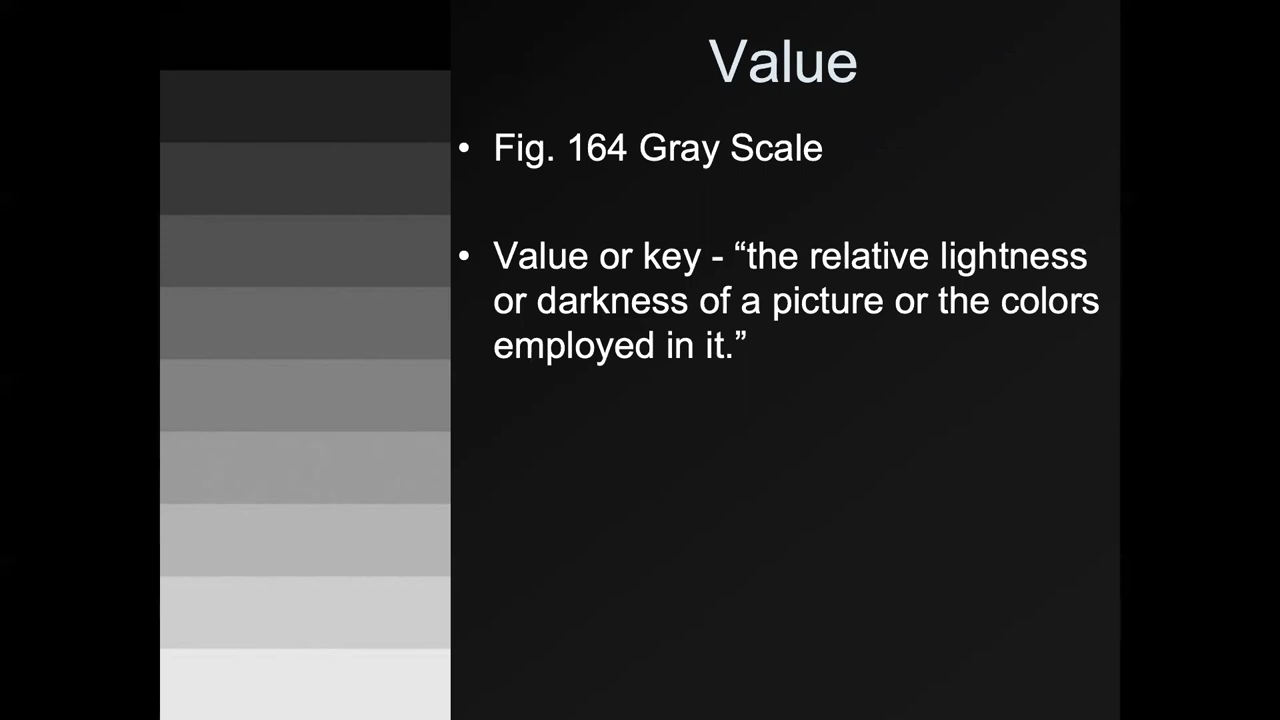 Value
• Fig. 164 Gray Scale
• Value or key - “the relative lightness
or darkness of a picture or the colors
employed in it.”